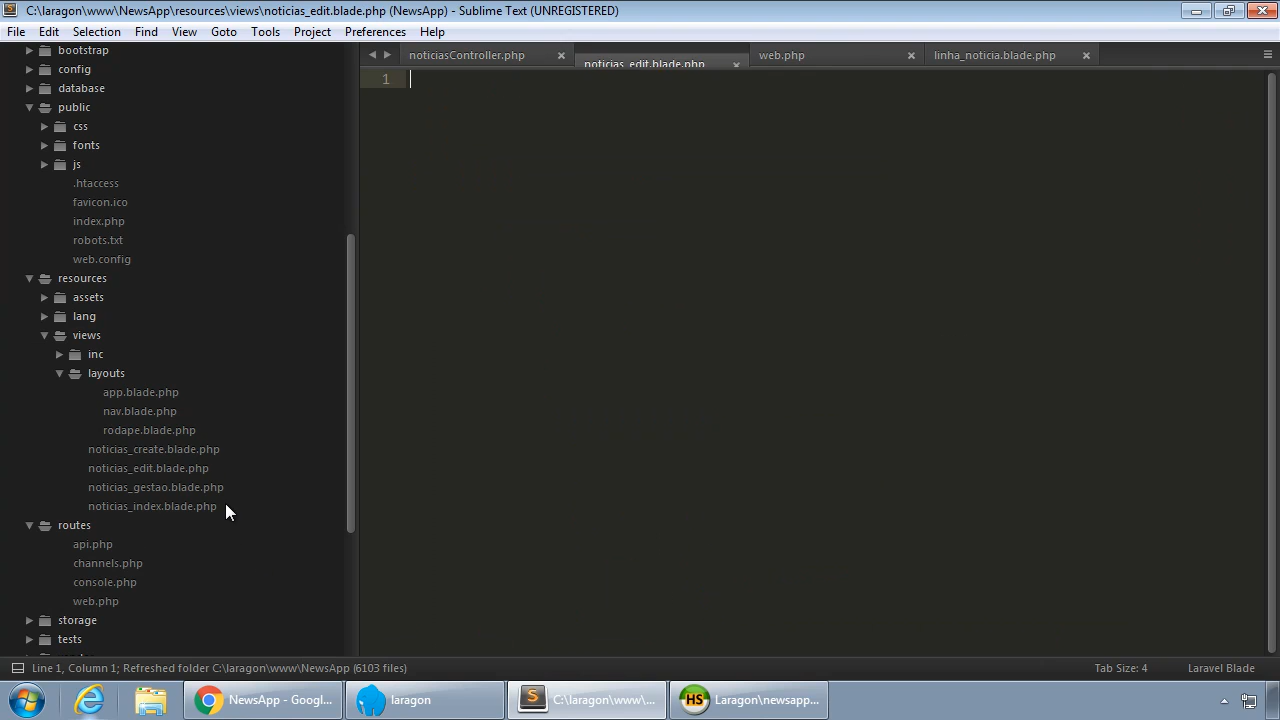 C:\laragon\www\NewsApp\resources\views\noticias_edit.blade.php (NewsApp) - Sublime Text (UNREGISTERED)
File Edit Selection Find View Goto Tools Project Preferences Help
bootstrap
config
database
public
css
fonts
js
.htaccess
favicon.ico
index.php
robots.txt
web.config
resources
assets
lang
views
inc
layouts
app.blade.php
nav.blade.php
rodape.blade.php
noticias_create.blade.php
noticias_edit.blade.php
noticias_gestao.blade.php
noticias_index.blade.php
routes
api.php
channels.php
console.php
web.php
storage
tests
noticiasController.php noticias_edit.blade.php web.php linha_noticia.blade.php
1
Line 1, Column 1; Refreshed folder C:\laragon\www\NewsApp (6103 files) Tab Size: 4 Laravel Blade
NewsApp - Googl... laragon C:\laragon\www\... Laragon\newsapp...